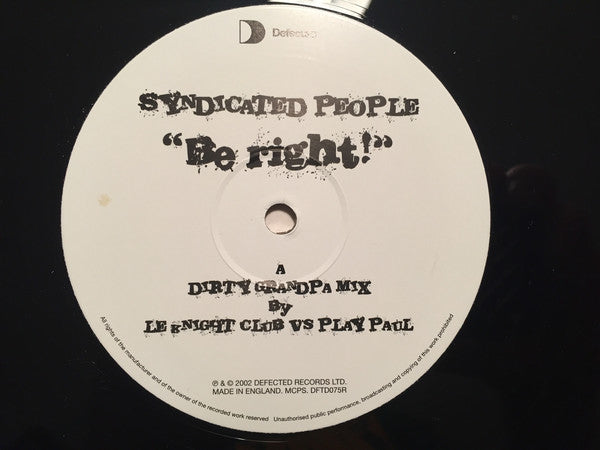 Defected
SYNDICATED PEOPLE
"Be right!"
A
DIRTY GRANDPA MIX
By
LE KNIGHT CLUB VS PLAY PAUL
℗ & © 2002 DEFECTED RECORDS LTD.
MADE IN ENGLAND. MCPS. DFTD075R
All rights of the manufacturer and of the owner of the recorded work reserved Unauthorised public performance, broadcasting and copying of this work prohibited